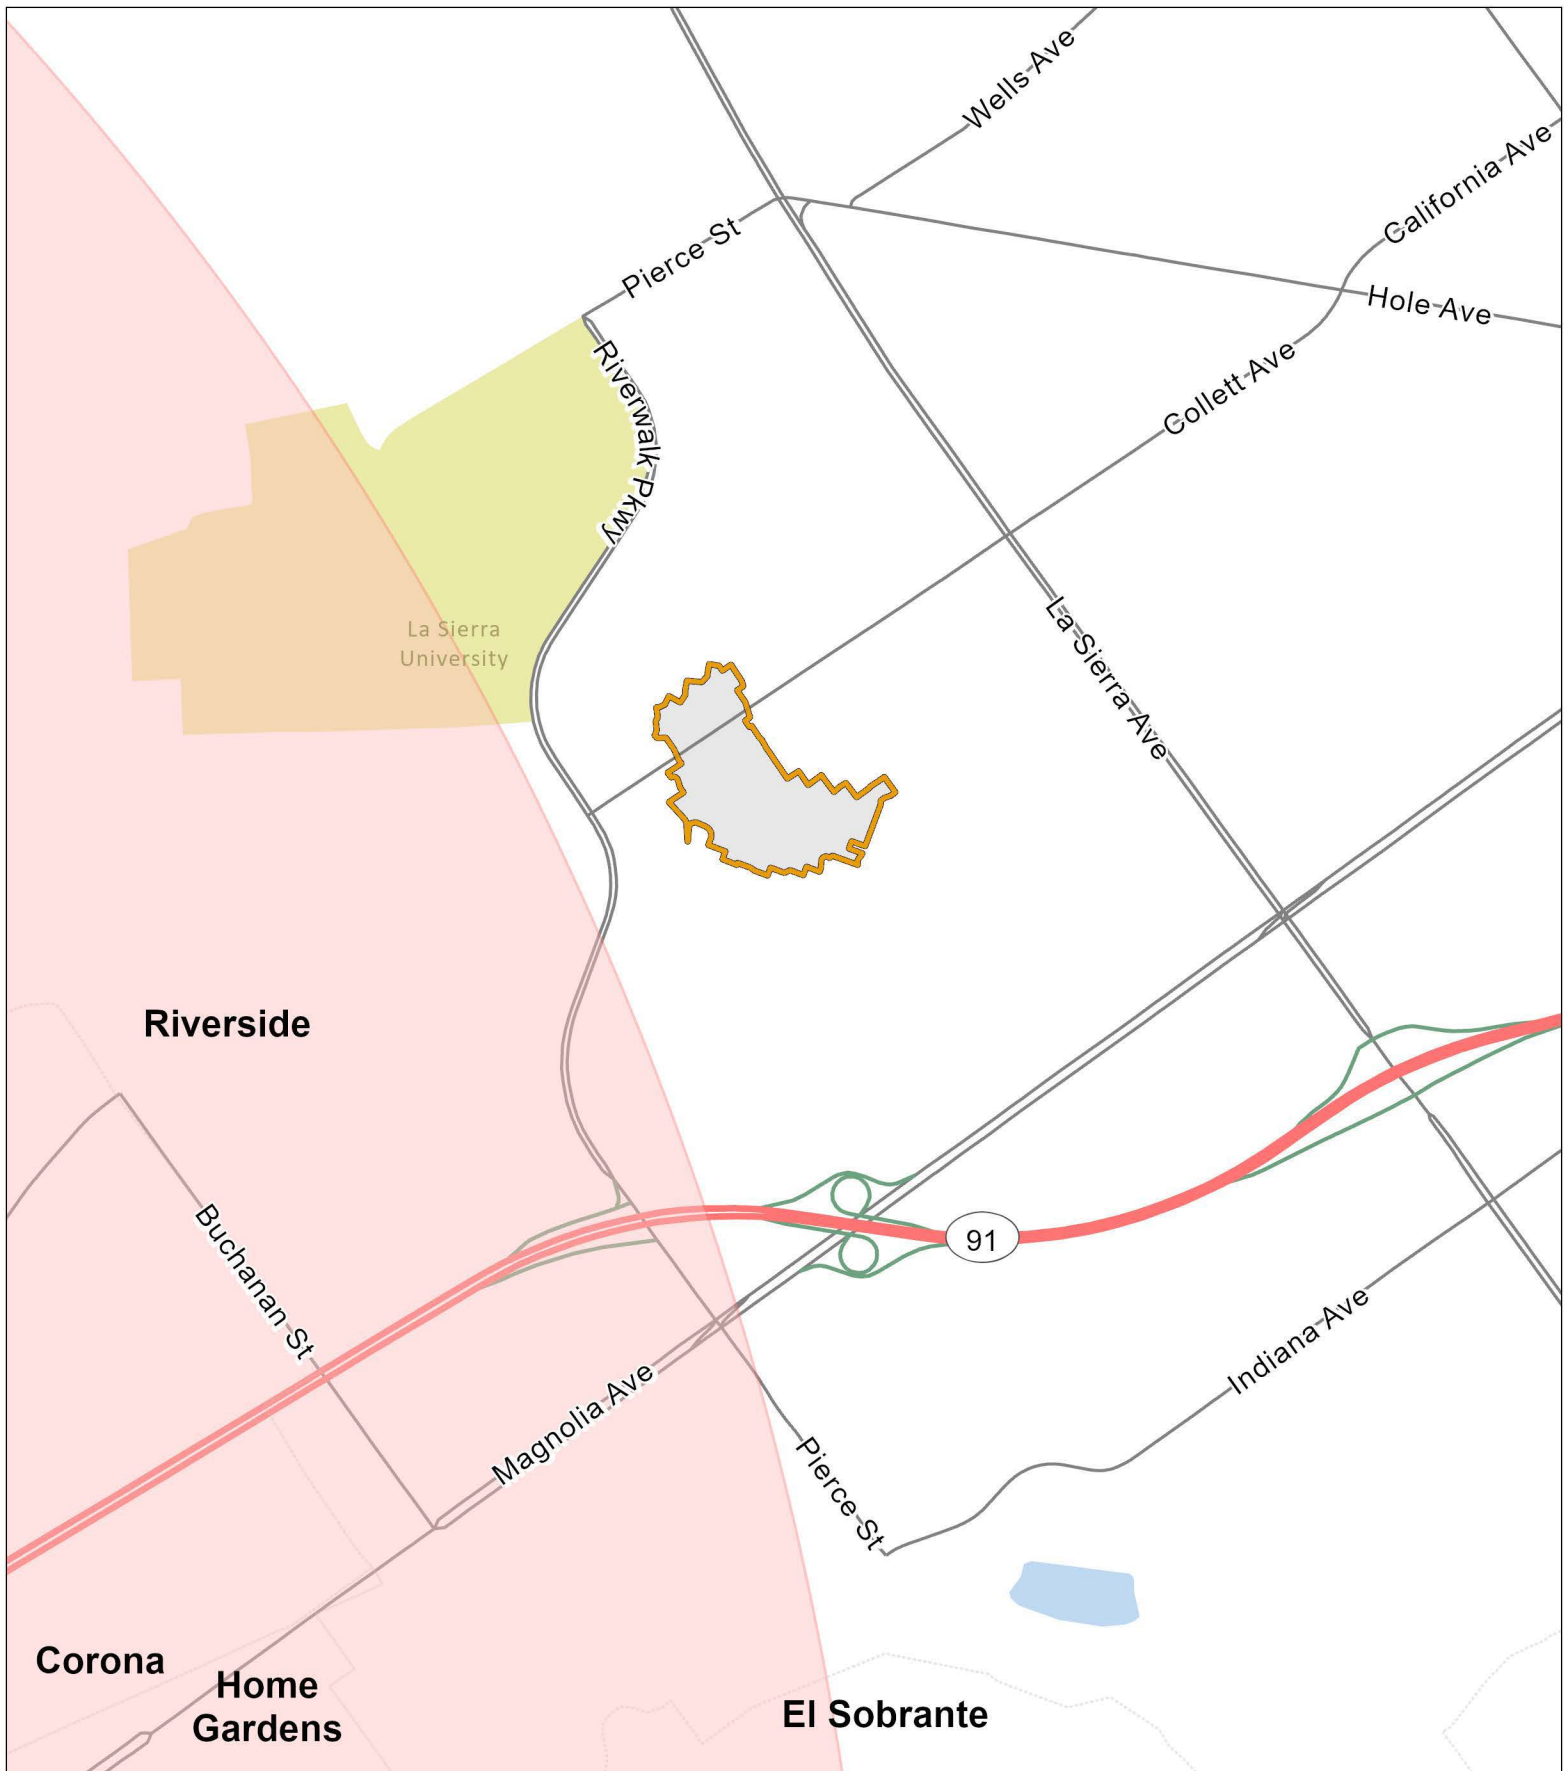 Wells Ave
California Ave
Pierce St
Hole Ave
Riverwalk Pkwy
Collett Ave
La Sierra
University
La Sierra Ave
Riverside
Buchanan St
91
Indiana Ave
Magnolia Ave
Pierce St
Corona
Home
Gardens
El Sobrante